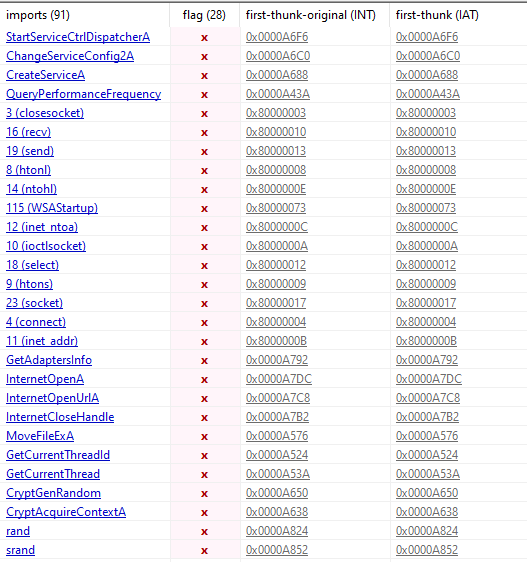 imports (91) flag (28) first-thunk-original (INT) first-thunk (IAT)
StartServiceCtrlDispatcherA x 0x0000A6F6 0x0000A6F6
ChangeServiceConfig2A x 0x0000A6C0 0x0000A6C0
CreateServiceA x 0x0000A688 0x0000A688
QueryPerformanceFrequency x 0x0000A43A 0x0000A43A
3 (closesocket) x 0x80000003 0x80000003
16 (recv) x 0x80000010 0x80000010
19 (send) x 0x80000013 0x80000013
8 (htonl) x 0x80000008 0x80000008
14 (ntohl) x 0x8000000E 0x8000000E
115 (WSAStartup) x 0x80000073 0x80000073
12 (inet_ntoa) x 0x8000000C 0x8000000C
10 (ioctlsocket) x 0x8000000A 0x8000000A
18 (select) x 0x80000012 0x80000012
9 (htons) x 0x80000009 0x80000009
23 (socket) x 0x80000017 0x80000017
4 (connect) x 0x80000004 0x80000004
11 (inet_addr) x 0x8000000B 0x8000000B
GetAdaptersInfo x 0x0000A792 0x0000A792
InternetOpenA x 0x0000A7DC 0x0000A7DC
InternetOpenUrlA x 0x0000A7C8 0x0000A7C8
InternetCloseHandle x 0x0000A7B2 0x0000A7B2
MoveFileExA x 0x0000A576 0x0000A576
GetCurrentThreadId x 0x0000A524 0x0000A524
GetCurrentThread x 0x0000A53A 0x0000A53A
CryptGenRandom x 0x0000A650 0x0000A650
CryptAcquireContextA x 0x0000A638 0x0000A638
rand x 0x0000A824 0x0000A824
srand x 0x0000A852 0x0000A852